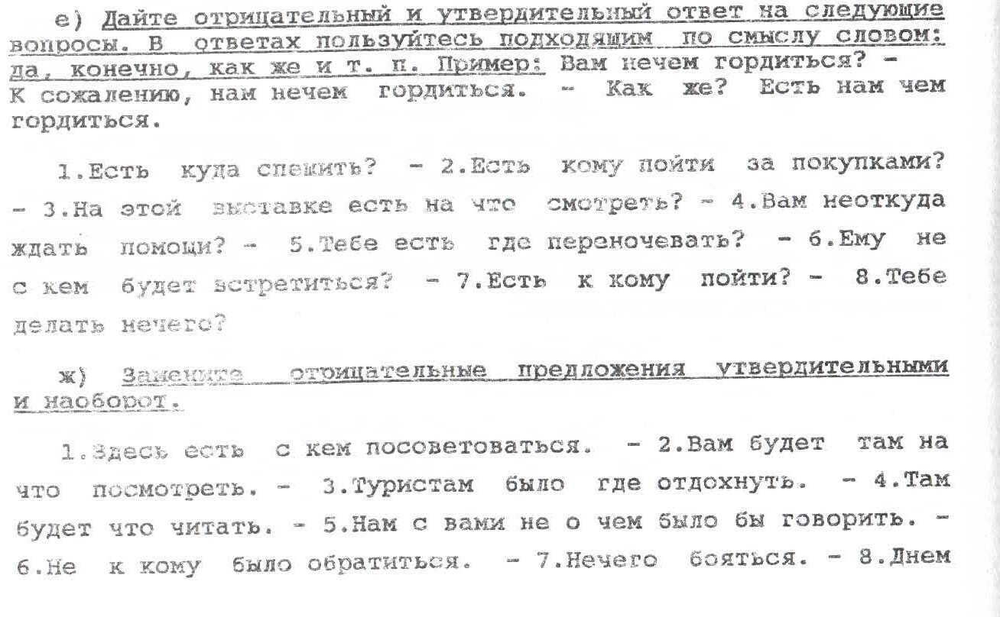 е) Дайте отрицательный и утвердительный ответ на следующие
вопросы. В ответах пользуйтесь подходящим по смыслу словом:
да, конечно, как же и т. п. Пример: Вам нечем гордиться? -
К сожалению, нам нечем гордиться. - Как же? Есть нам чем
гордиться.
1.Есть куда спешить? - 2.Есть кому пойти за покупками?
- 3.На этой выставке есть на что смотреть? - 4.Вам неоткуда
ждать помощи? - 5.Тебе есть где переночевать? - 6.Ему не
с кем будет встретиться? - 7.Есть к кому пойти? - 8.Тебе
делать нечего?
ж) Замените отрицательные предложения утвердительными
и наоборот.
1.Здесь есть с кем посоветоваться. - 2.Вам будет там на
что посмотреть. - 3.Туристам было где отдохнуть. - 4.Там
будет что читать. - 5.Нам с вами не о чем было бы говорить. -
6.Не к кому было обратиться. - 7.Нечего бояться. - 8.Днем